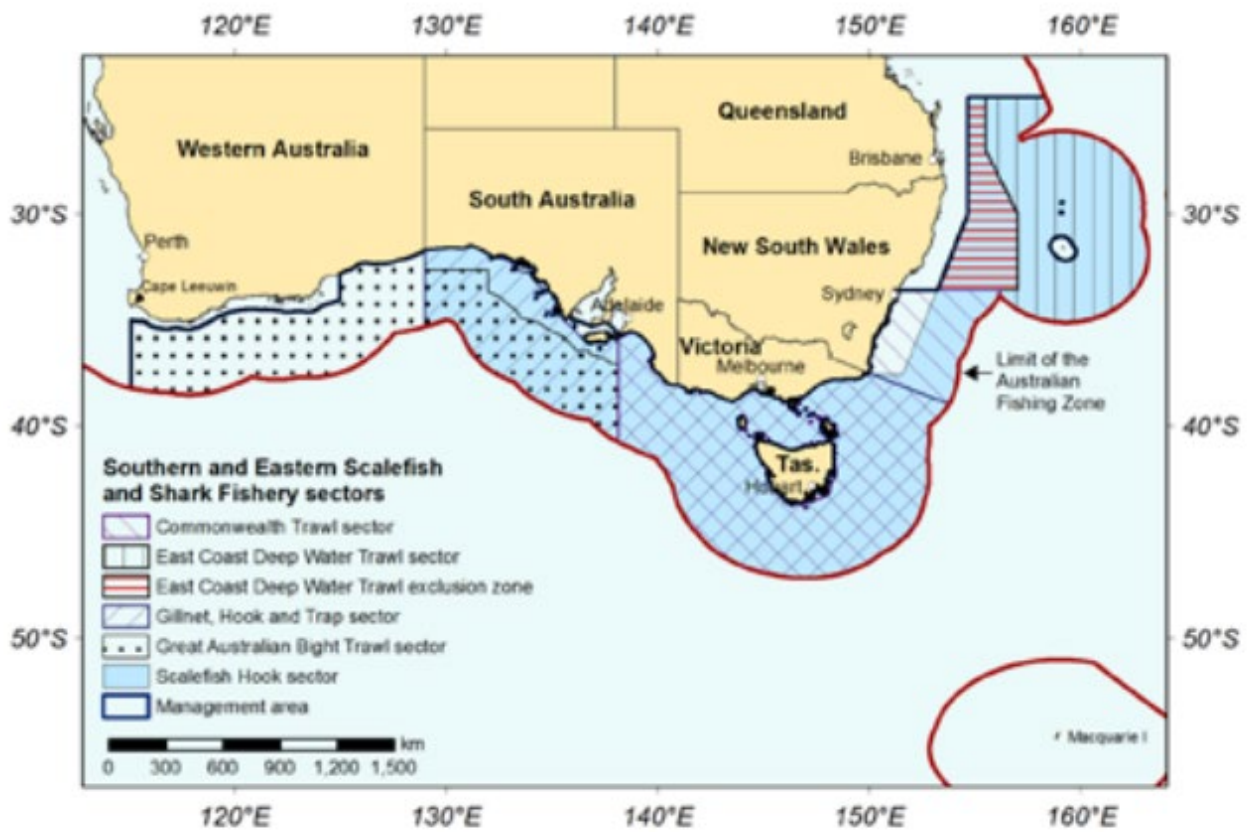 120°E 130°E 140°E 150°E 160°E
Queensland
Western Australia
Brisbane
South Australia
30°S 30°S
Perth
New South Wales
Cape Leeuwin
Sydney
Adelaide
Victoria
Melbourne
Limit of the
Australian
Fishing Zone
40°S 40°S
Tas.
Hobart
Southern and Eastern Scalefish
and Shark Fishery sectors
Commonwealth Trawl sector
East Coast Deep Water Trawl sector
East Coast Deep Water Trawl exclusion zone
Gillnet, Hook and Trap sector
50°S 50°S
Great Australian Bight Trawl sector
Scalefish Hook sector
Management area
Macquarie I
km
0 300 600 900 1,200 1,500
120°E 130°E 140°E 150°E 160°E